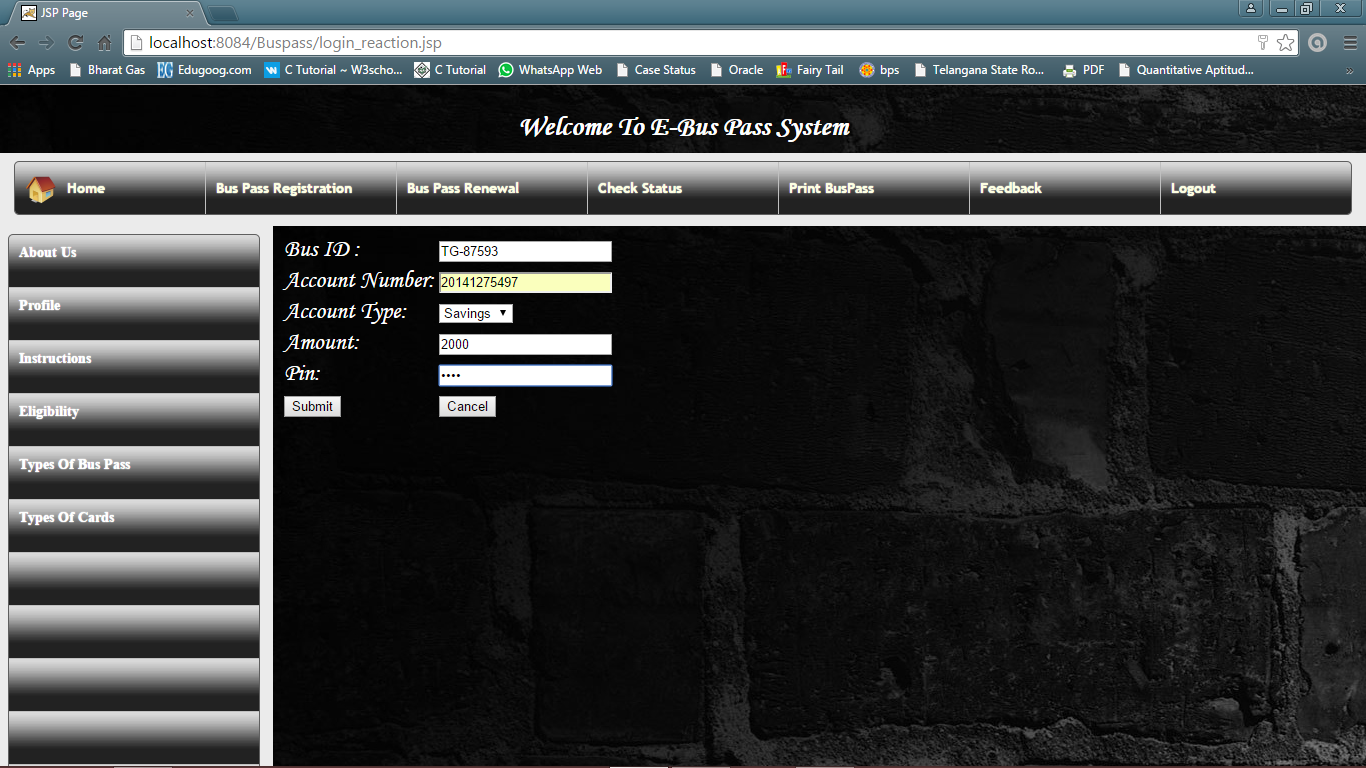 JSP Page
localhost:8084/Buspass/login_reaction.jsp
Apps Bharat Gas EG Edugoog.com W C Tutorial ~ W3scho... C Tutorial WhatsApp Web Case Status Oracle Fairy Tail bps Telangana State Ro... PDF Quantitative Aptitud... »
Welcome To E-Bus Pass System
Home Bus Pass Registration Bus Pass Renewal Check Status Print BusPass Feedback Logout
About Us
Profile
Instructions
Eligibility
Types Of Bus Pass
Types Of Cards
Bus ID : TG-87593
Account Number: 20141275497
Account Type: Savings
Amount: 2000
Pin: ••••
Submit Cancel